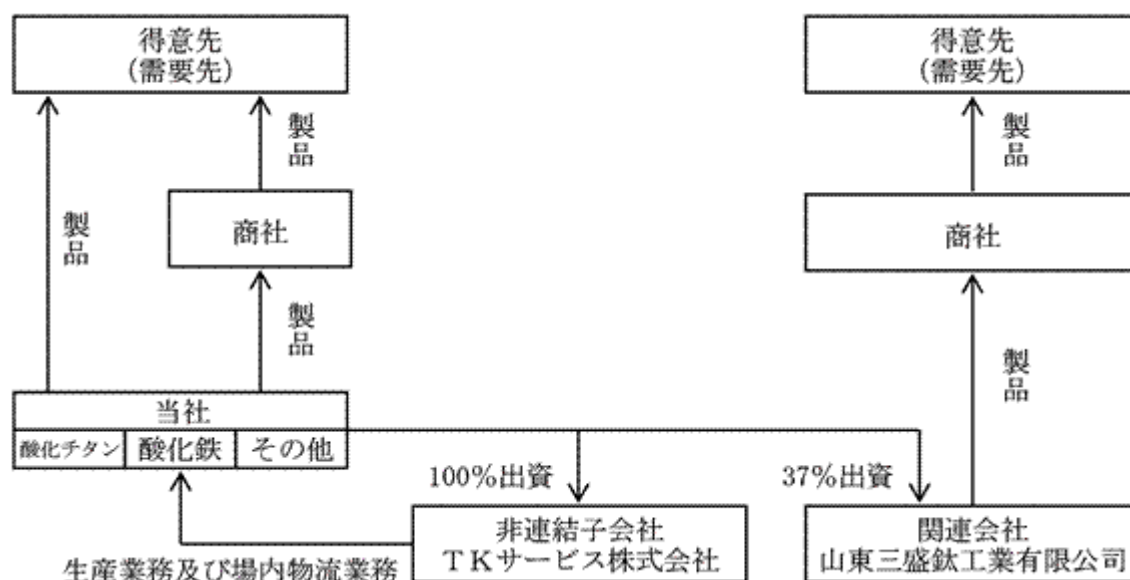 得意先
(需要先)
得意先
(需要先)
製品
製品
製品
商社
商社
製品
製品
当社
酸化チタン
酸化鉄
その他
100%出資
37%出資
非連結子会社
TKサービス株式会社
関連会社
山東三盛鈦工業有限公司
生産業務及び場内物流業務